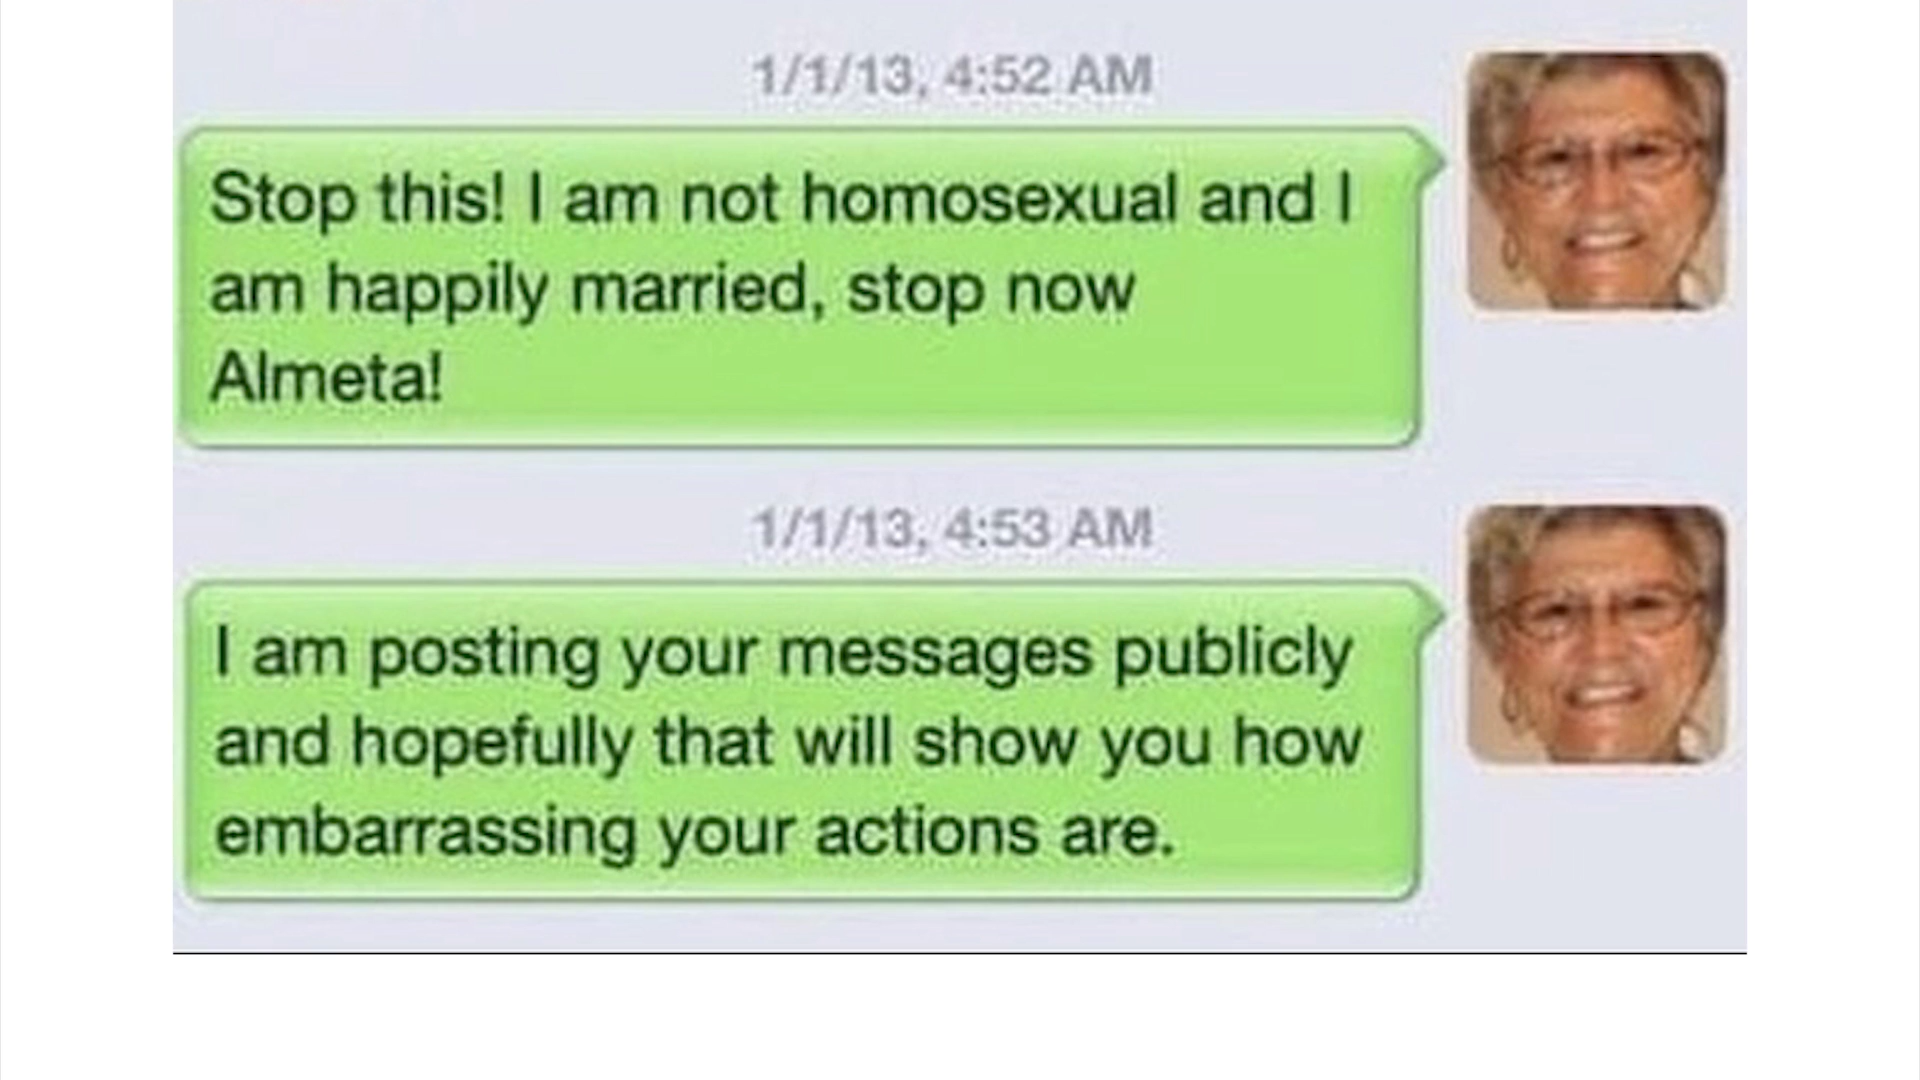 1/1/13, 4:52 AM
Stop this! I am not homosexual and I
am happily married, stop now
Almeta!
1/1/13, 4:53 AM
I am posting your messages publicly
and hopefully that will show you how
embarrassing your actions are.